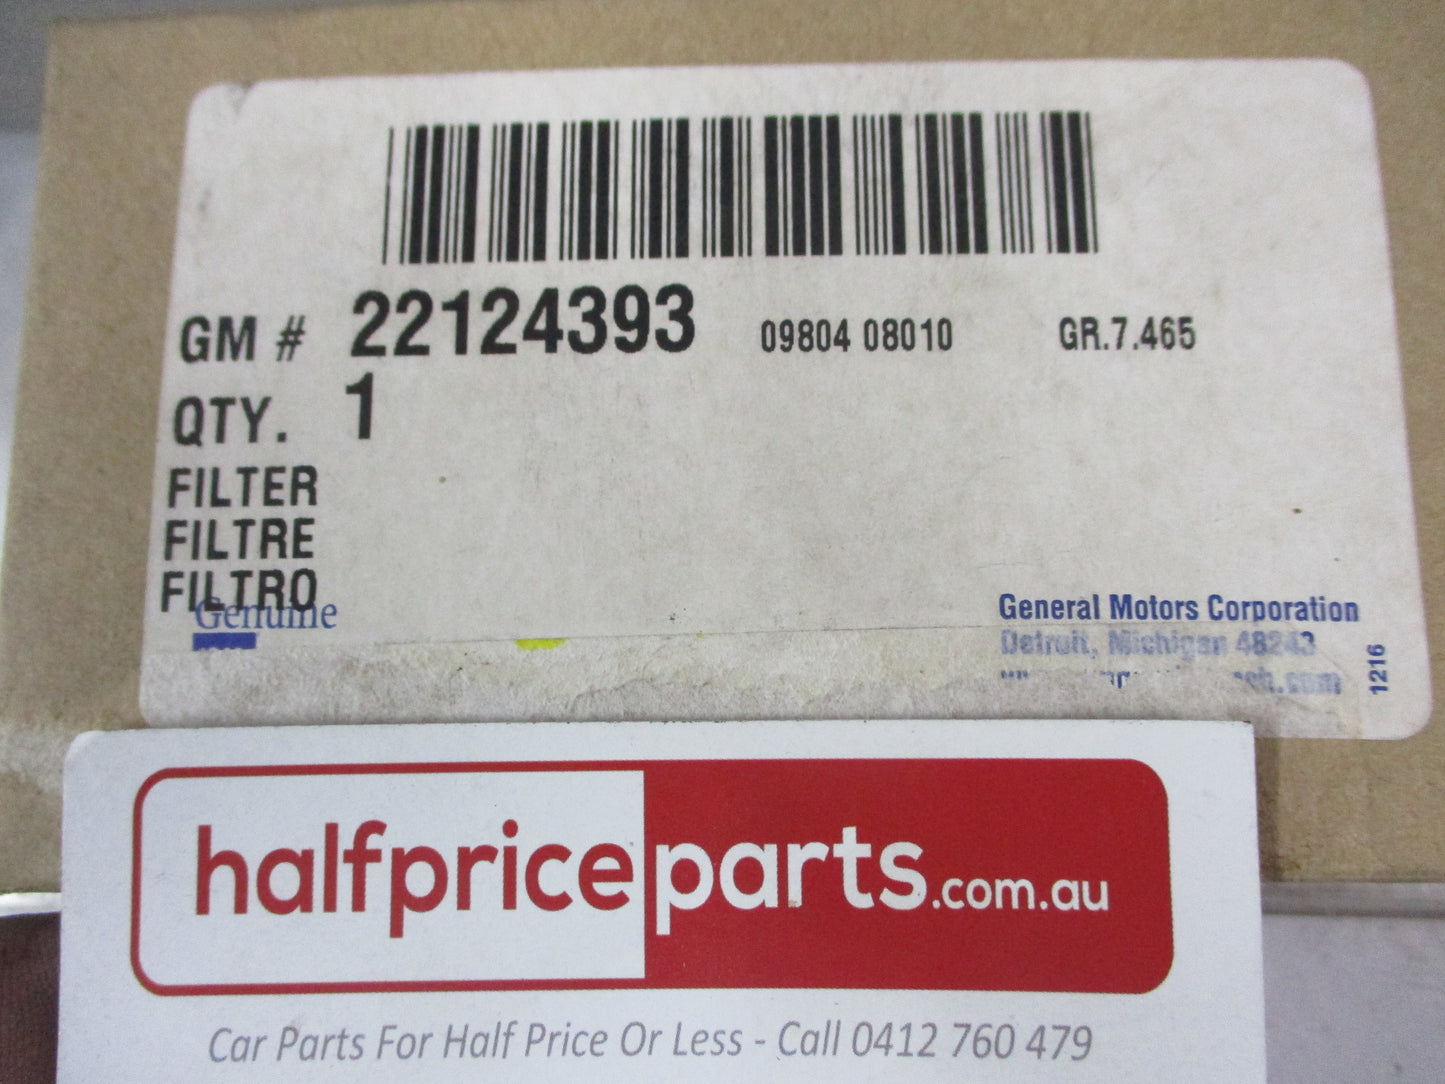 GM # 22124393 09804 08010 GR.7.465
QTY. 1
FILTER
FILTRE
FILTRO
Genuine
General Motors Corporation
Detroit, Michigan 48243
1216
halfpriceparts.com.au
Car Parts For Half Price Or Less - Call 0412 760 479